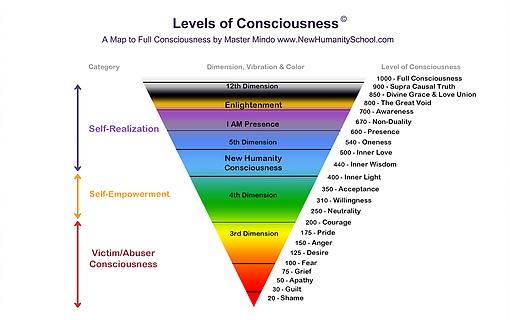 Levels of Consciousness©
A Map to Full Consciousness by Master Mindo www.NewHumanitySchool.com
Category
Dimension, Vibration & Color
Level of Consciousness
Self-Realization
Self-Empowerment
Victim/Abuser
Consciousness
12th Dimension
Enlightenment
I AM Presence
5th Dimension
New Humanity
Consciousness
4th Dimension
3rd Dimension
1000 - Full Consciousness
900 - Supra Causal Truth
850 - Divine Grace & Love Union
800 - The Great Void
700 - Awareness
670 - Non-Duality
600 - Presence
540 - Oneness
500 - Inner Love
440 - Inner Wisdom
400 - Inner Light
350 - Acceptance
310 - Willingness
250 - Neutrality
200 - Courage
175 - Pride
150 - Anger
125 - Desire
100 - Fear
75 - Grief
50 - Apathy
30 - Guilt
20 - Shame